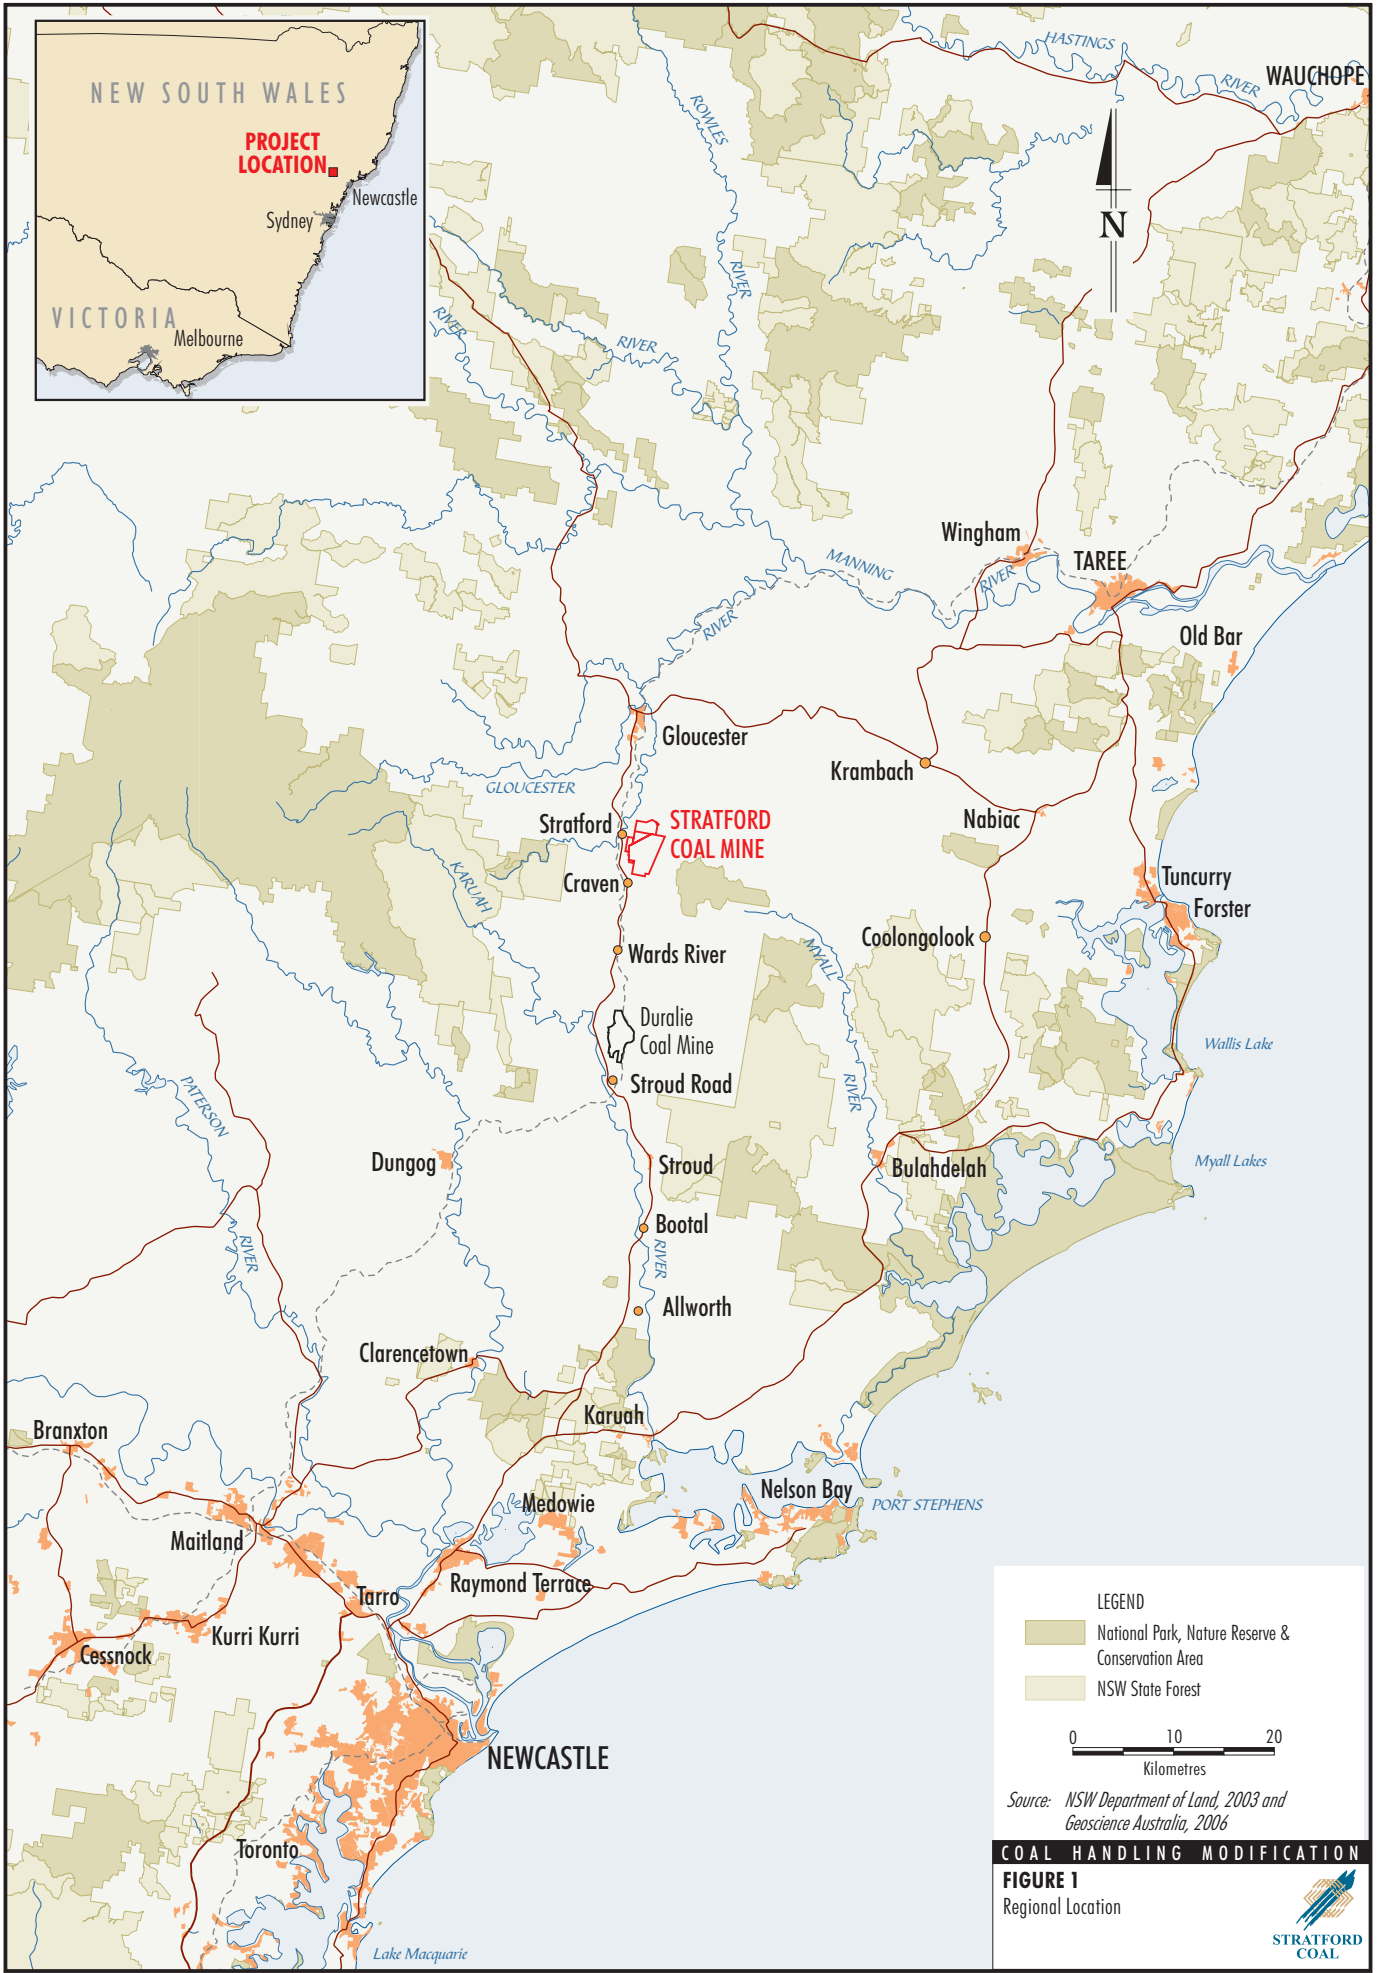 NEW SOUTH WALES
PROJECT
LOCATION
Newcastle
Sydney
VICTORIA
Melbourne
HASTINGS
RIVER
WAUCHOPE
ROWLES
RIVER
N
RIVER
RIVER
Wingham
MANNING
RIVER
TAREE
RIVER
Old Bar
Gloucester
Krambach
GLOUCESTER
Stratford
STRATFORD
COAL MINE
Nabiac
KARUAH
Craven
Tuncurry
Forster
Coolongolook
MYALL
Wards River
Duralie
Coal Mine
Wallis Lake
Stroud Road
RIVER
PATERSON
Dungog
Stroud
Bulahdelah
Myall Lakes
Bootal
RIVER
RIVER
Allworth
Clarencetown
Karuah
Branxton
Nelson Bay
PORT STEPHENS
Medowie
Maitland
Raymond Terrace
Tarro
Kurri Kurri
Cessnock
NEWCASTLE
Toronto
Lake Macquarie
LEGEND
National Park, Nature Reserve &
Conservation Area
NSW State Forest
0 10 20
Kilometres
Source: NSW Department of Land, 2003 and
Geoscience Australia, 2006
COAL HANDLING MODIFICATION
FIGURE 1
Regional Location
STRATFORD
COAL